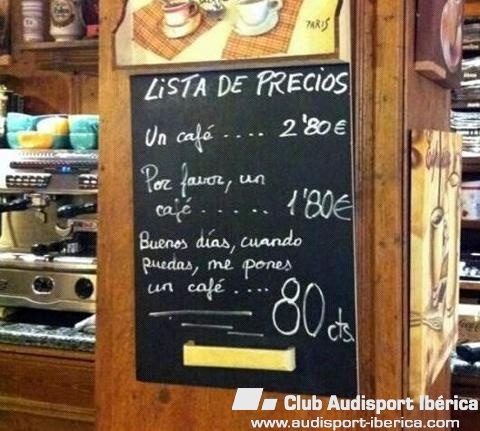 PARIS
LISTA DE PRECIOS
Un café .... 2'80€
Por favor, un
café ...... 1'80€
Buenos días, cuando
puedas, me pones
un café .... 80 cts.
Club Audisport Ibérica
www.audisport-iberica.com